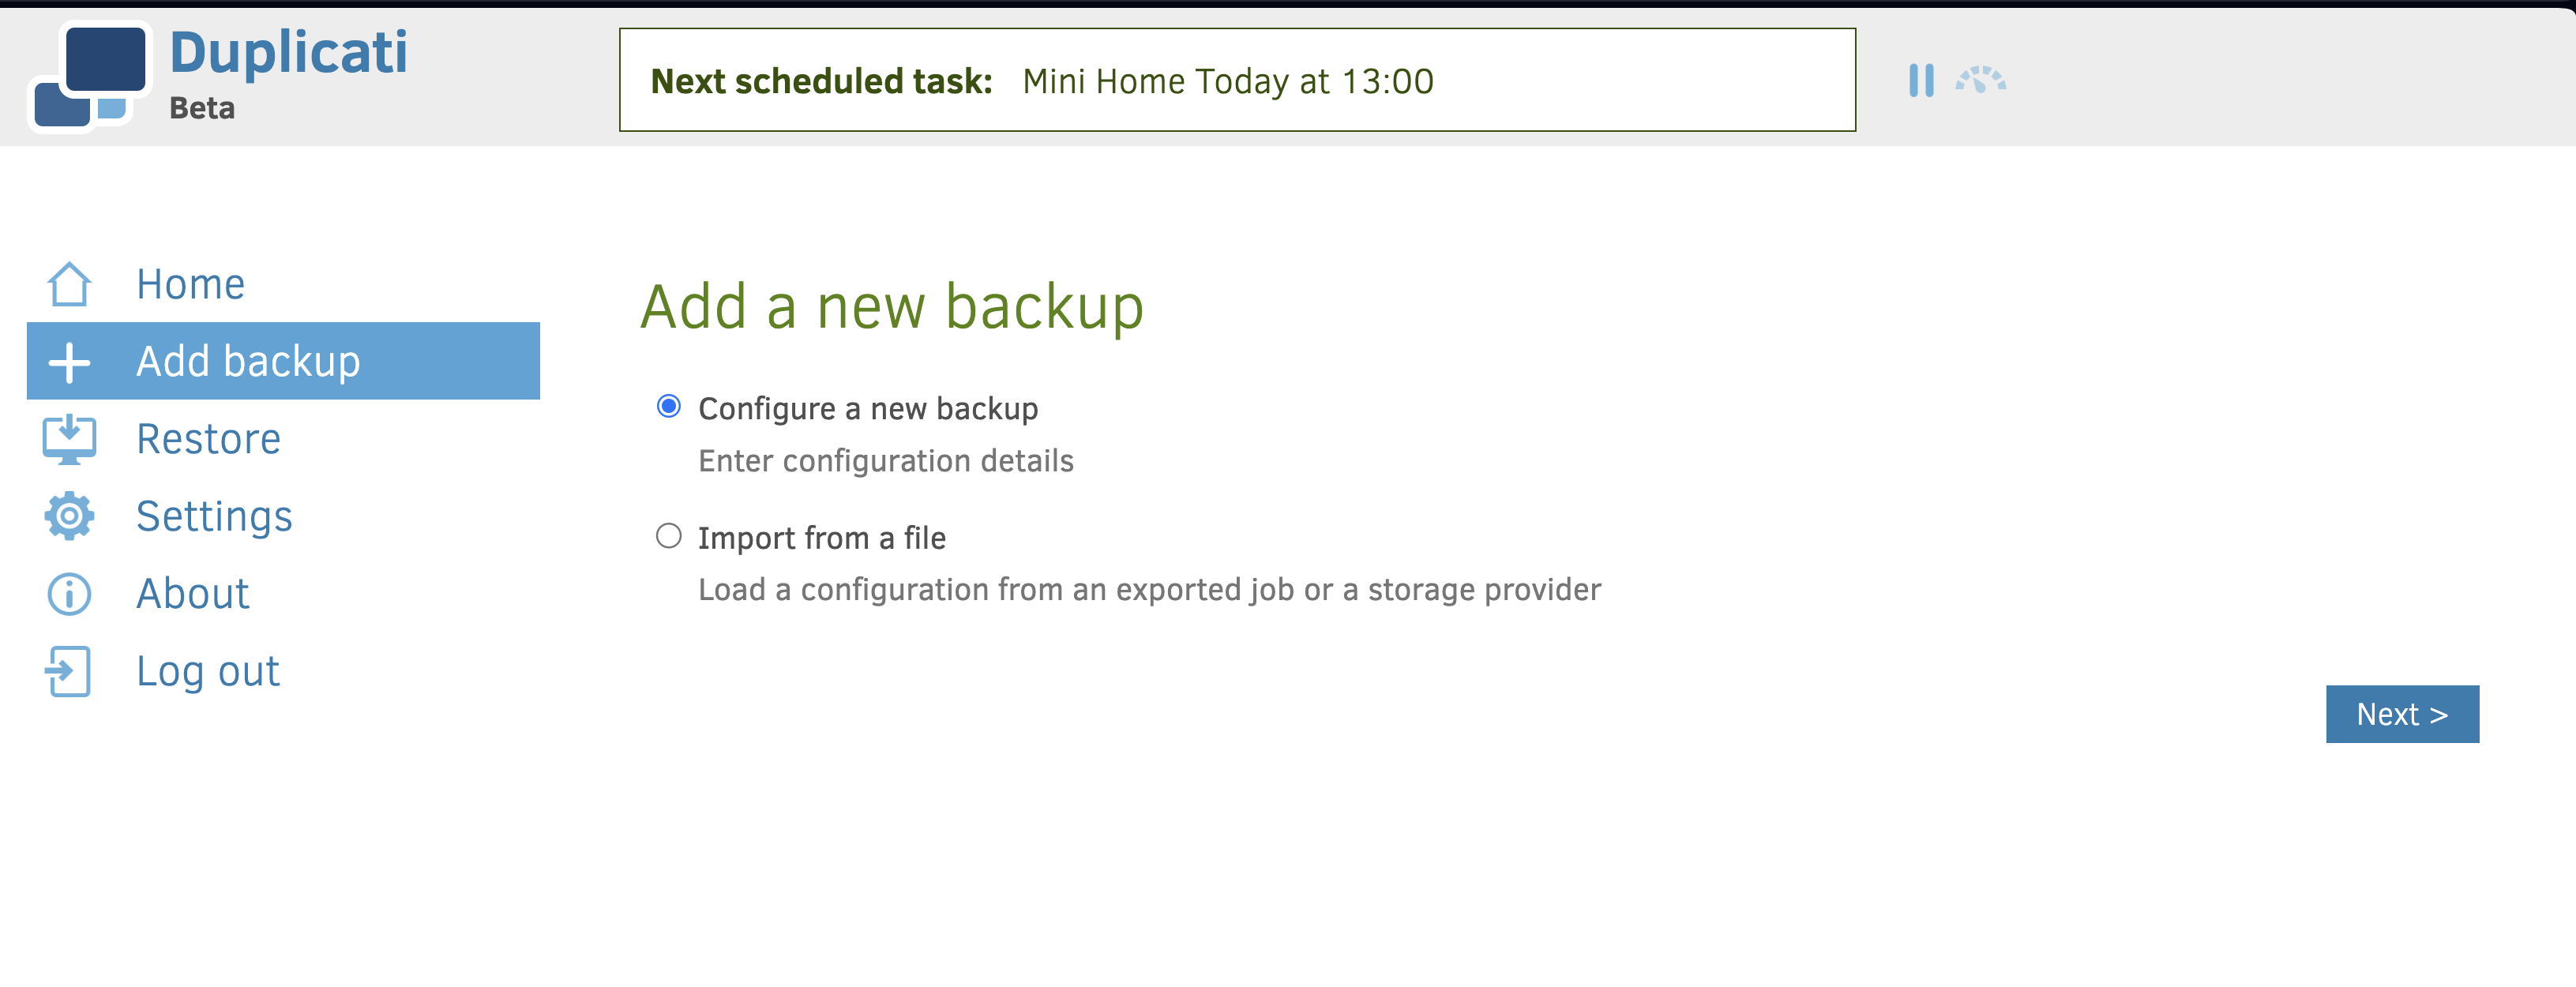 Duplicati
Beta
Next scheduled task: Mini Home Today at 13:00
Home
Add backup
Restore
Settings
About
Log out
Add a new backup
Configure a new backup
Enter configuration details
Import from a file
Load a configuration from an exported job or a storage provider
Next >